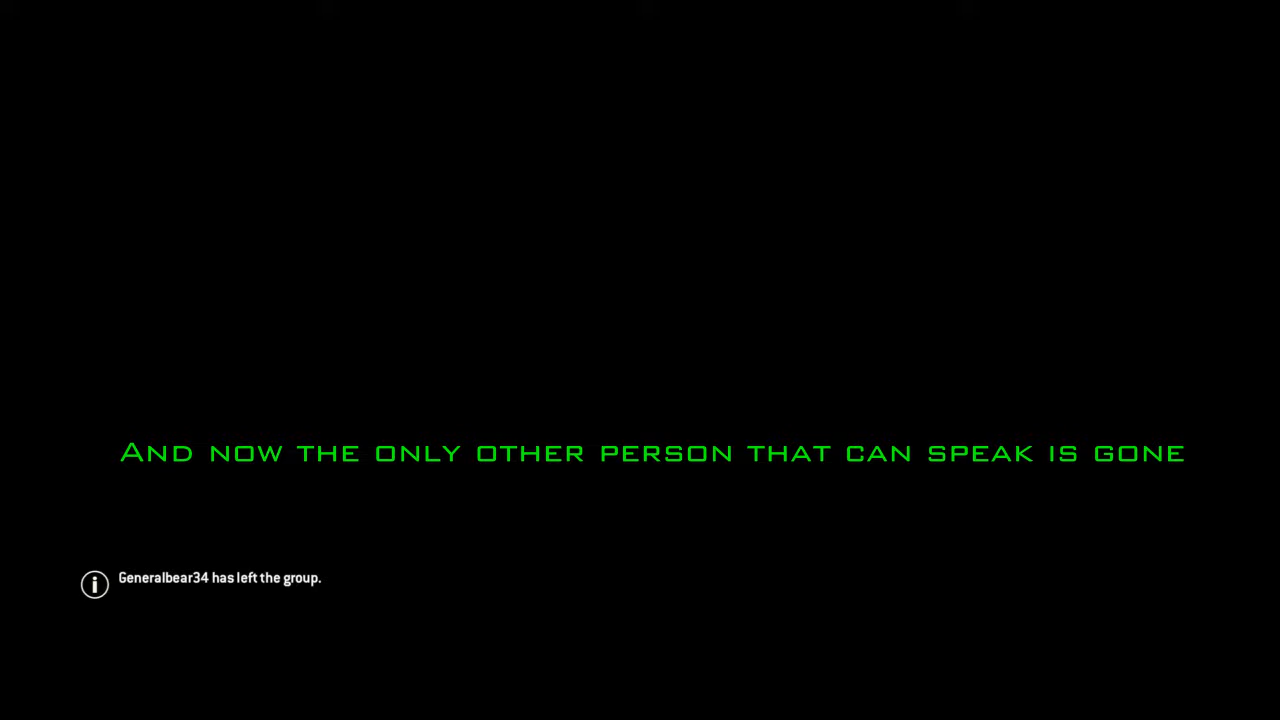 And now the only other person that can speak is gone
Generalbear34 has left the group.